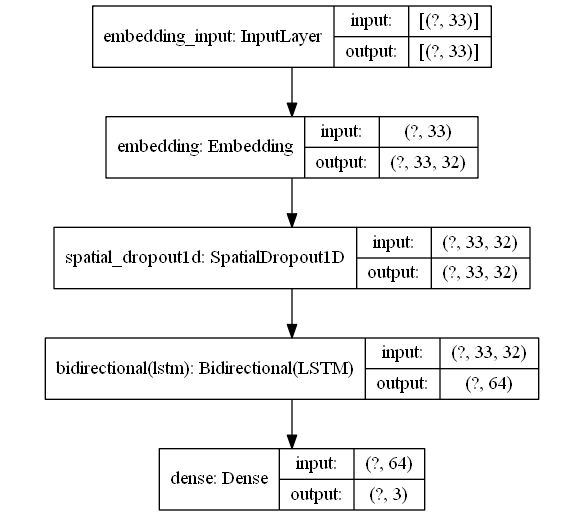 embedding_input: InputLayer
input: [(?, 33)]
output: [(?, 33)]
embedding: Embedding
input: (?, 33)
output: (?, 33, 32)
spatial_dropout1d: SpatialDropout1D
input: (?, 33, 32)
output: (?, 33, 32)
bidirectional(lstm): Bidirectional(LSTM)
input: (?, 33, 32)
output: (?, 64)
dense: Dense
input: (?, 64)
output: (?, 3)